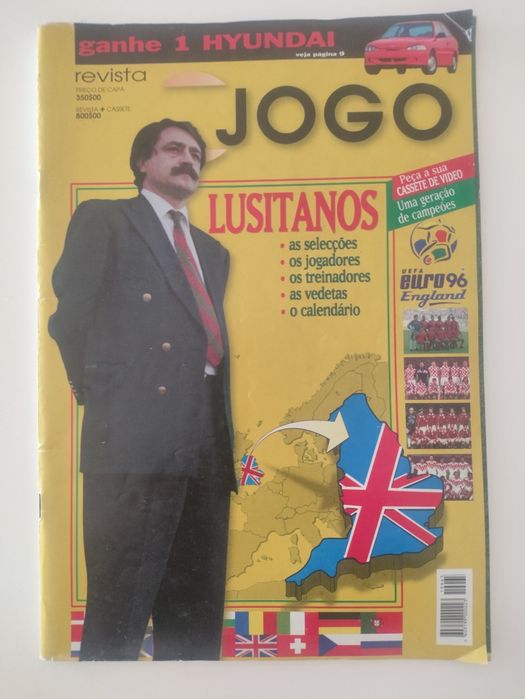 ganhe 1 HYUNDAI
veja página 9
revista
PREÇO DE CAPA
350$00
REVISTA + CASSETE
800$00
JOGO
Peça a sua
CASSETE DE VIDEO
Uma geração
de campeões
LUSITANOS
• as selecções
• os jogadores
• os treinadores
• as vedetas
• o calendário
UEFA
euro96
England